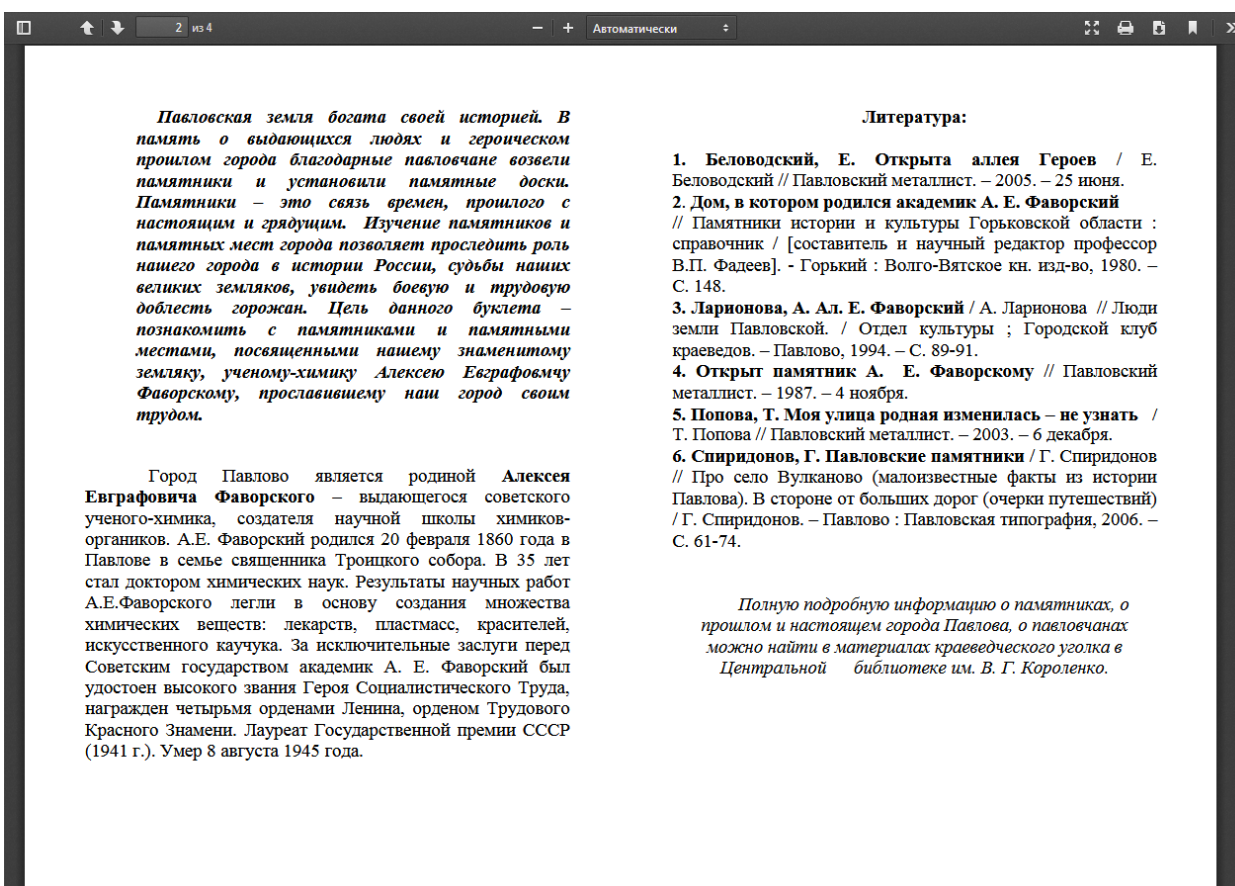 2 из 4
Автоматически
Павловская земля богата своей историей. В
память о выдающихся людях и героическом
прошлом города благодарные павловчане возвели
памятники и установили памятные доски.
Памятники – это связь времен, прошлого с
настоящим и грядущим. Изучение памятников и
памятных мест города позволяет проследить роль
нашего города в истории России, судьбы наших
великих земляков, увидеть боевую и трудовую
доблесть горожан. Цель данного буклета –
познакомить с памятниками и памятными
местами, посвященными нашему знаменитому
земляку, ученому-химику Алексею Евграфовмчу
Фаворскому, прославившему наш город своим
трудом.
Город Павлово является родиной Алексея
Евграфовича Фаворского – выдающегося советского
ученого-химика, создателя научной школы химиков-
органиков. А.Е. Фаворский родился 20 февраля 1860 года в
Павлове в семье священника Троицкого собора. В 35 лет
стал доктором химических наук. Результаты научных работ
А.Е.Фаворского легли в основу создания множества
химических веществ: лекарств, пластмасс, красителей,
искусственного каучука. За исключительные заслуги перед
Советским государством академик А. Е. Фаворский был
удостоен высокого звания Героя Социалистического Труда,
награжден четырьмя орденами Ленина, орденом Трудового
Красного Знамени. Лауреат Государственной премии СССР
(1941 г.). Умер 8 августа 1945 года.
Литература:
1. Беловодский, Е. Открыта аллея Героев / Е.
Беловодский // Павловский металлист. – 2005. – 25 июня.
2. Дом, в котором родился академик А. Е. Фаворский
// Памятники истории и культуры Горьковской области :
справочник / [составитель и научный редактор профессор
В.П. Фадеев]. - Горький : Волго-Вятское кн. изд-во, 1980. –
С. 148.
3. Ларионова, А. Ал. Е. Фаворский / А. Ларионова // Люди
земли Павловской. / Отдел культуры ; Городской клуб
краеведов. – Павлово, 1994. – С. 89-91.
4. Открыт памятник А. Е. Фаворскому // Павловский
металлист. – 1987. – 4 ноября.
5. Попова, Т. Моя улица родная изменилась – не узнать /
Т. Попова // Павловский металлист. – 2003. – 6 декабря.
6. Спиридонов, Г. Павловские памятники / Г. Спиридонов
// Про село Вулканово (малоизвестные факты из истории
Павлова). В стороне от больших дорог (очерки путешествий)
/ Г. Спиридонов. – Павлово : Павловская типография, 2006. –
С. 61-74.
Полную подробную информацию о памятниках, о
прошлом и настоящем города Павлова, о павловчанах
можно найти в материалах краеведческого уголка в
Центральной библиотеке им. В. Г. Короленко.